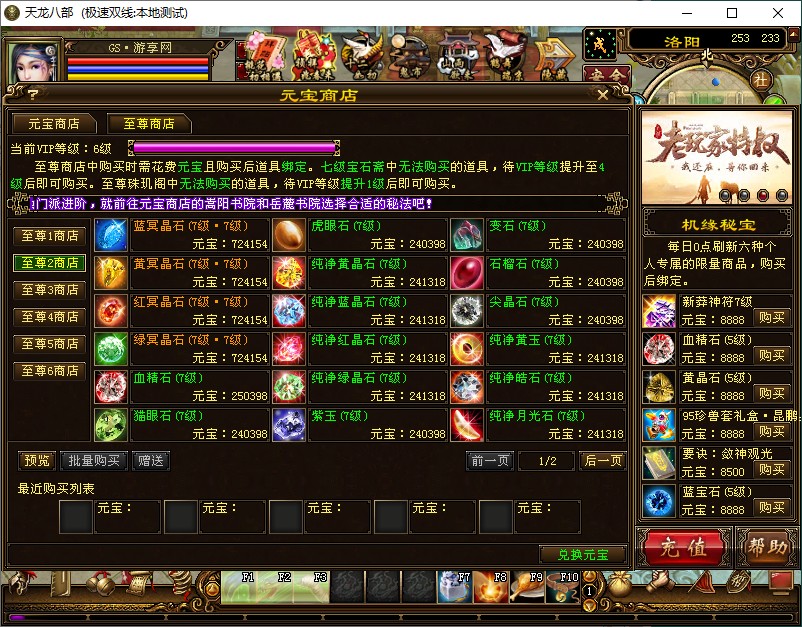 天龙八部 (极速双线:本地测试)
GS·游享网
洛阳 253 233
北
戌
安全
社
?
元宝商店
元宝商店
至尊商店
当前VIP等级：6级
至尊商店中购买时需花费元宝且购买后道具绑定。七级宝石斋中无法购买的道具，待VIP等级提升至4
级后即可购买。至尊珠玑阁中无法购买的道具，待VIP等级提升1级后即可购买。
门派进阶，就前往元宝商店的嵩阳书院和岳麓书院选择合适的秘法吧！
至尊1商店
至尊2商店
至尊3商店
至尊4商店
至尊5商店
至尊6商店
蓝冥晶石(7级·7级)
元宝：724154
虎眼石(7级)
元宝：240398
变石(7级)
元宝：240398
黄冥晶石(7级·7级)
元宝：724154
纯净黄晶石(7级)
元宝：241318
石榴石(7级)
元宝：240398
红冥晶石(7级·7级)
元宝：724154
纯净蓝晶石(7级)
元宝：241318
尖晶石(7级)
元宝：240398
绿冥晶石(7级·7级)
元宝：724154
纯净红晶石(7级)
元宝：241318
纯净黄玉(7级)
元宝：241318
血精石(7级)
元宝：250398
纯净绿晶石(7级)
元宝：241318
纯净皓石(7级)
元宝：241318
猫眼石(7级)
元宝：240398
紫玉(7级)
元宝：240398
纯净月光石(7级)
元宝：241318
预览
批量购买
赠送
前一页
1/2
后一页
最近购买列表
元宝：
元宝：
元宝：
元宝：
元宝：
兑换元宝
老玩家特权
我还在，等你回来
机缘秘宝
每日0点刷新六种个
人专属的限量商品，购买
后绑定。
新莽神符7级
元宝：8888 购买
血精石(5级)
元宝：8888 购买
黄晶石(5级)
元宝：8888 购买
95珍兽套礼盒·昆鹏
元宝：8888 购买
要诀：敛神观光
元宝：8500 购买
蓝宝石(5级)
元宝：8888 购买
充值
帮助
F1
F2
F3
F7
F8
F9
F10
1